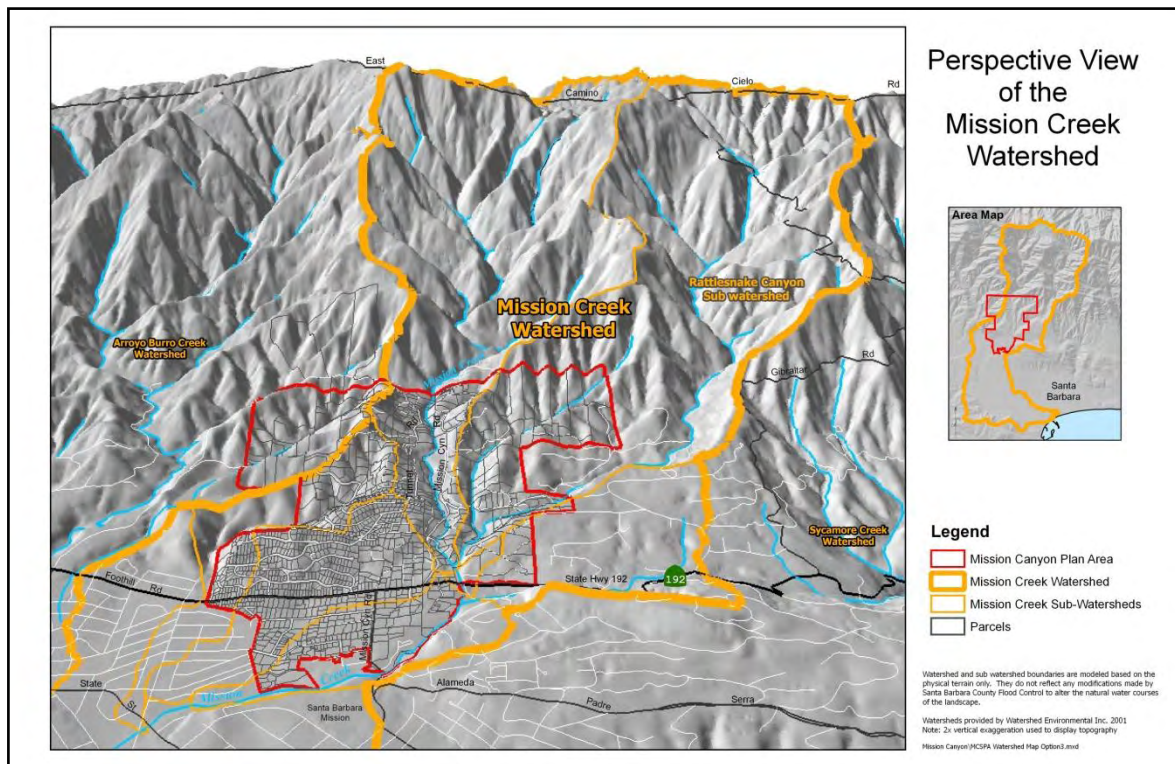 East
Camino
Cielo
Rd
Mission Creek
Watershed
Rattlesnake Canyon
Sub watershed
Arroyo Burro Creek
Watershed
Gibraltar
Rd
Rd
Mission Cyn Rd
Tunnel
Sycamore Creek
Watershed
Foothill
Rd
State Hwy 192
192
Mission Cyn Rd
Mission
Creek
State
St
Santa Barbara
Mission
Alameda
Padre
Serra
Perspective View
of the
Mission Creek
Watershed
Area Map
Santa
Barbara
Legend
Mission Canyon Plan Area
Mission Creek Watershed
Mission Creek Sub-Watersheds
Parcels
Watershed and sub watershed boundaries are modeled based on the
physical terrain only. They do not reflect any modifications made by
Santa Barbara County Flood Control to alter the natural water courses
of the landscape.
Watersheds provided by Watershed Environmental Inc. 2001
Note: 2x vertical exaggeration used to display topography
Mission Canyon\MCSPA Watershed Map Option3.mxd